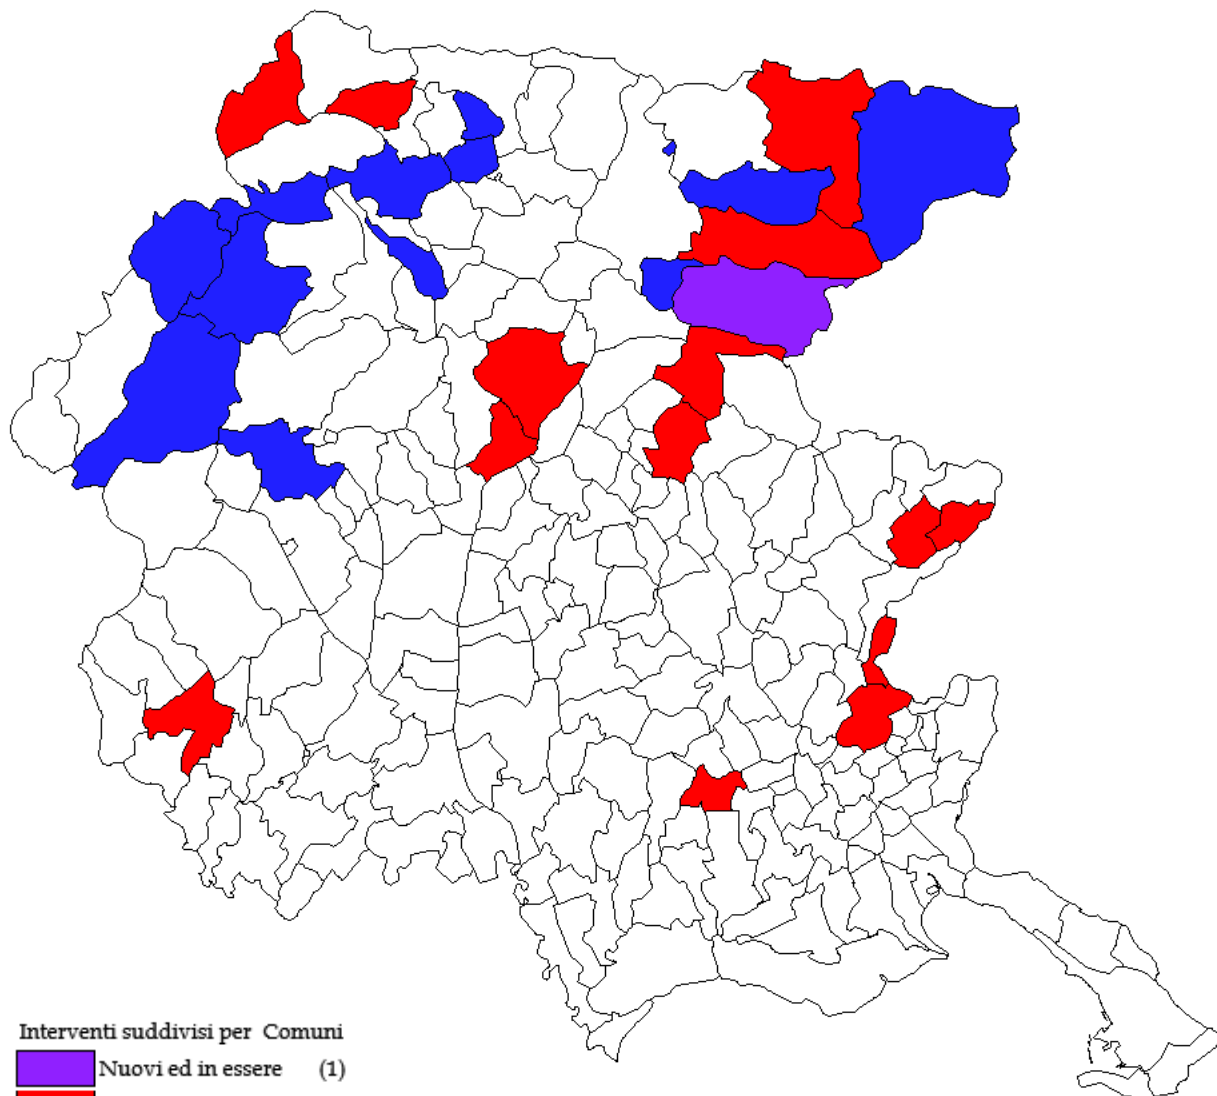 Interventi suddivisi per Comuni
Nuovi ed in essere (1)